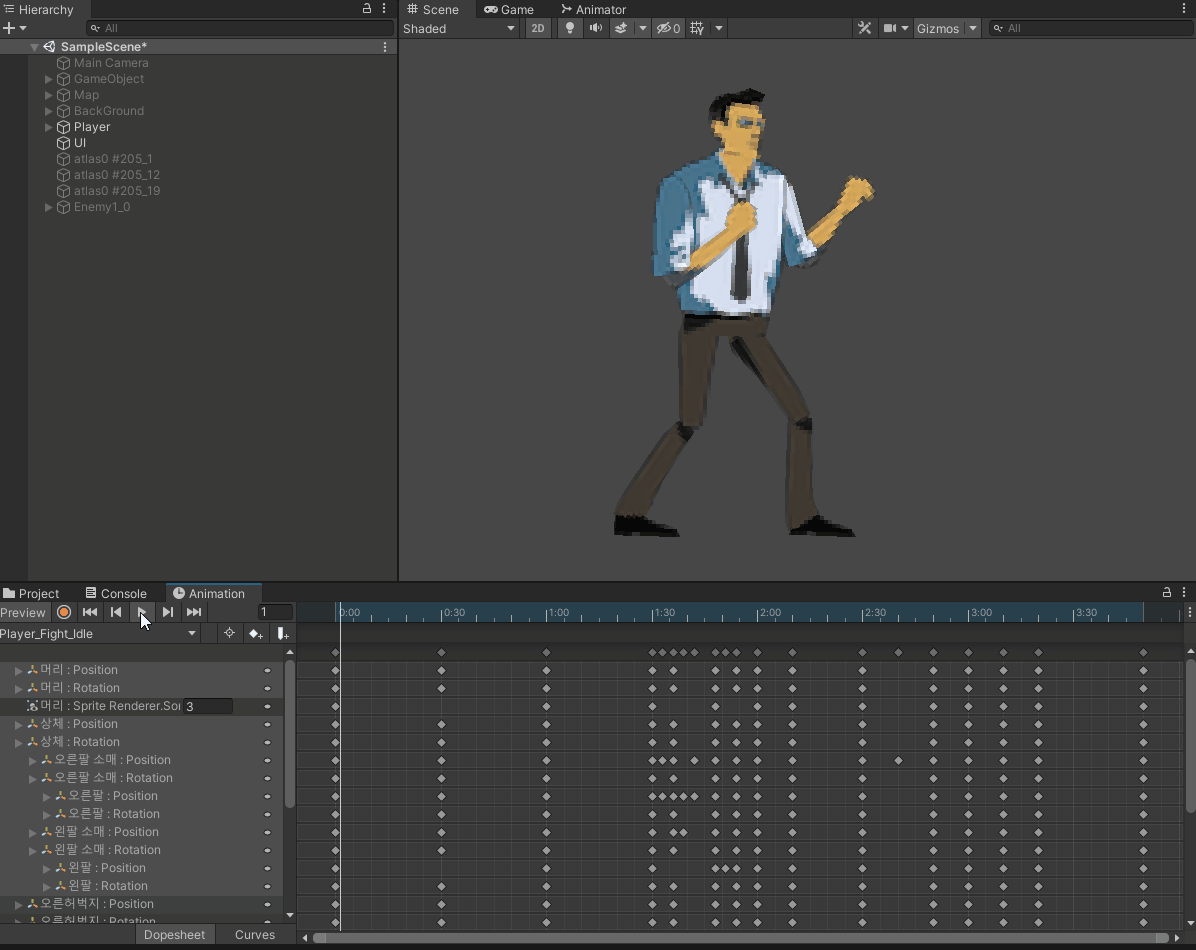 Hierarchy
All
SampleScene*
Main Camera
GameObject
Map
BackGround
Player
UI
atlas0 #205_1
atlas0 #205_12
atlas0 #205_19
Enemy1_0
Scene Game Animator
Shaded 2D 0 Gizmos All
Project Console Animation
Preview 1
0:00 0:30 1:00 1:30 2:00 2:30 3:00 3:30
Player_Fight_Idle
머리 : Position
머리 : Rotation
머리 : Sprite Renderer.Sor 3
상체 : Position
상체 : Rotation
오른팔 소매 : Position
오른팔 소매 : Rotation
오른팔 : Position
오른팔 : Rotation
왼팔 소매 : Position
왼팔 소매 : Rotation
왼팔 : Position
왼팔 : Rotation
오른허벅지 : Position
오른허벅지 : Rotation
Dopesheet Curves